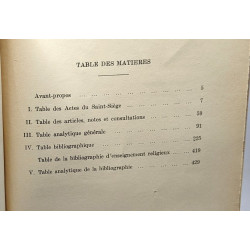 TABLE DES MATIERES
Avant-propos 5
I. Table des Actes du Saint-Siège 7
II. Table des articles, notes et consultations 59
III. Table analytique générale 91
IV. Table bibliographique 225
Table de la bibliographie d'enseignement religieux 419
V. Table analytique de la bibliographie 429